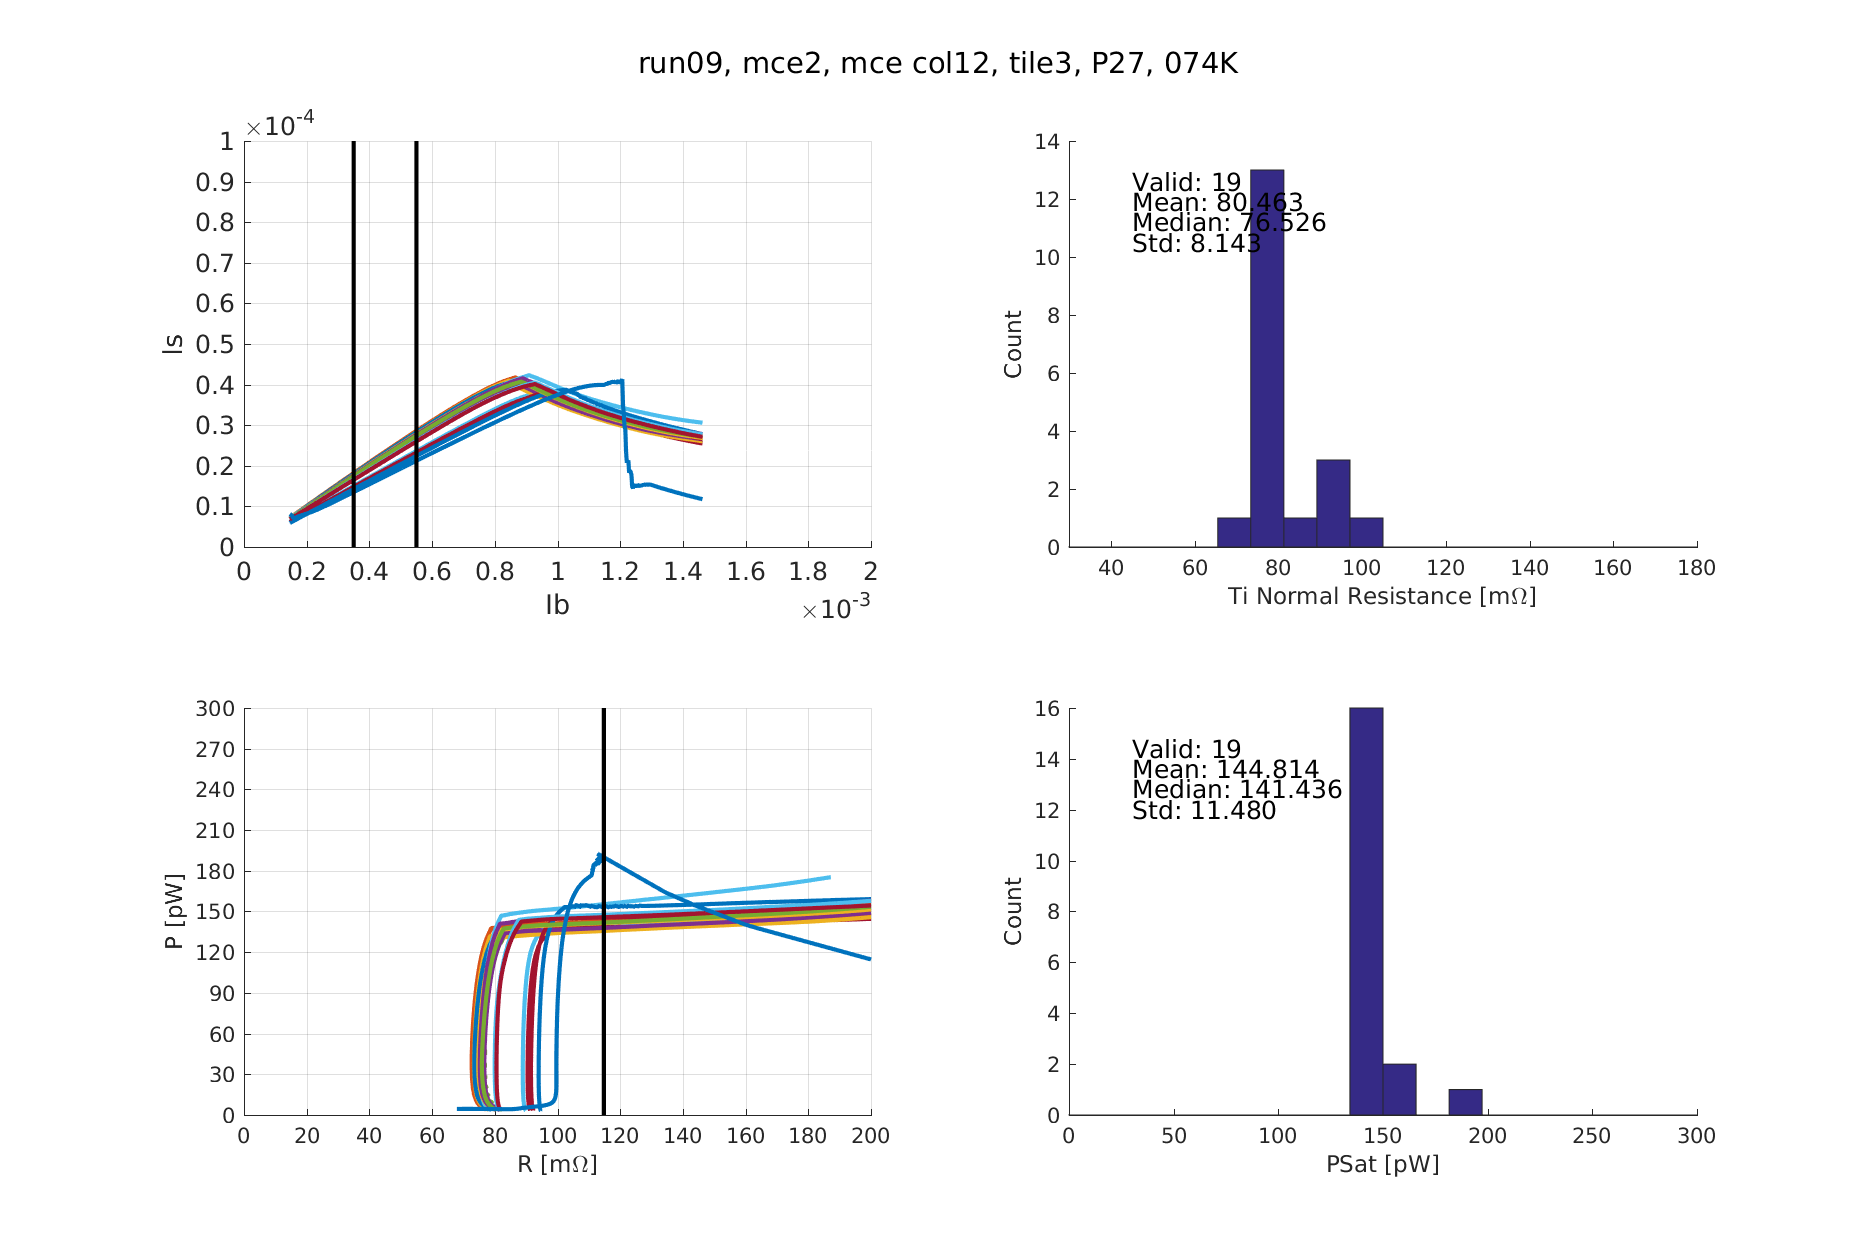 run09, mce2, mce col12, tile3, P27, 074K
×10-4
1
0.9
0.8
0.7
0.6
0.5
0.4
0.3
0.2
0.1
0
Is
0 0.2 0.4 0.6 0.8 1 1.2 1.4 1.6 1.8 2
Ib
×10-3
14
12
10
8
6
4
2
0
Count
Valid: 19
Mean: 80.463
Median: 76.526
Std: 8.143
40 60 80 100 120 140 160 180
Ti Normal Resistance [mΩ]
300
270
240
210
180
150
120
90
60
30
0
P [pW]
0 20 40 60 80 100 120 140 160 180 200
R [mΩ]
16
14
12
10
8
6
4
2
0
Count
Valid: 19
Mean: 144.814
Median: 141.436
Std: 11.480
0 50 100 150 200 250 300
PSat [pW]